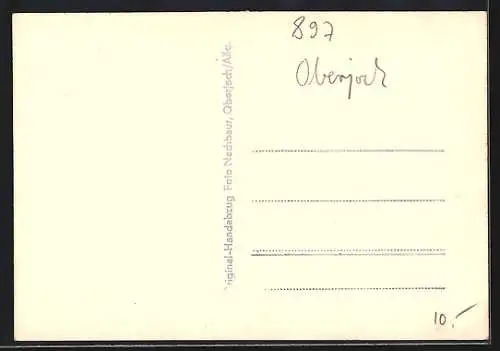 897
Oberjoch
Original-Handabzug Foto Nachbaur, Oberjoch/Allg.
10.-